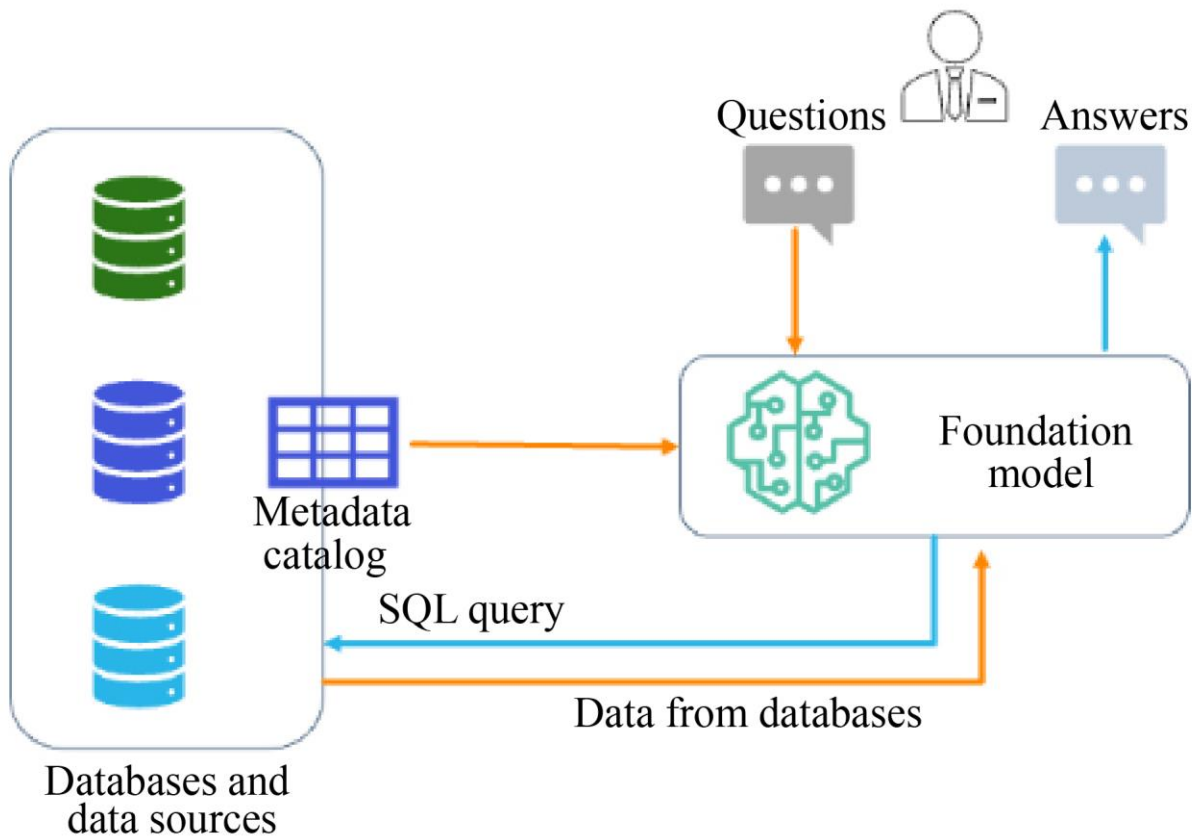 Questions
Answers
Foundation
model
Metadata
catalog
SQL query
Data from databases
Databases and
data sources